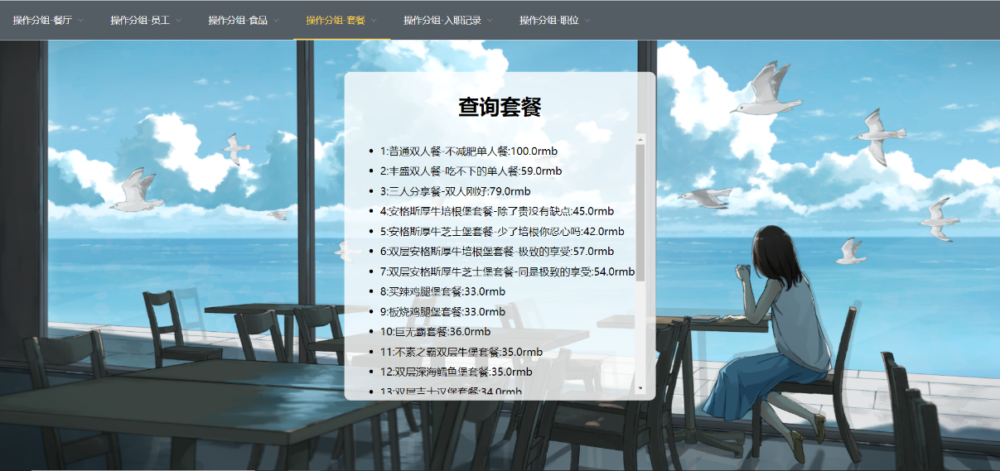 操作分组-餐厅 操作分组-员工 操作分组-食品 操作分组-套餐 操作分组-入职记录 操作分组-职位
查询套餐
1:普通双人餐-不减肥单人餐:100.0rmb
2:丰盛双人餐-吃不下的单人餐:59.0rmb
3:三人分享餐-双人刚好:79.0rmb
4:安格斯厚牛培根堡套餐-除了贵没有缺点:45.0rmb
5:安格斯厚牛芝士堡套餐-少了培根你忍心吗:42.0rmb
6:双层安格斯厚牛培根堡套餐-极致的享受:57.0rmb
7:双层安格斯厚牛芝士堡套餐-同是极致的享受:54.0rmb
8:买辣鸡腿堡套餐:33.0rmb
9:板烧鸡腿堡套餐:33.0rmb
10:巨无霸套餐:36.0rmb
11:不素之霸双层牛堡套餐:35.0rmb
12:双层深海鳕鱼堡套餐:35.0rmb
13:双层吉士汉堡套餐:34.0rmb